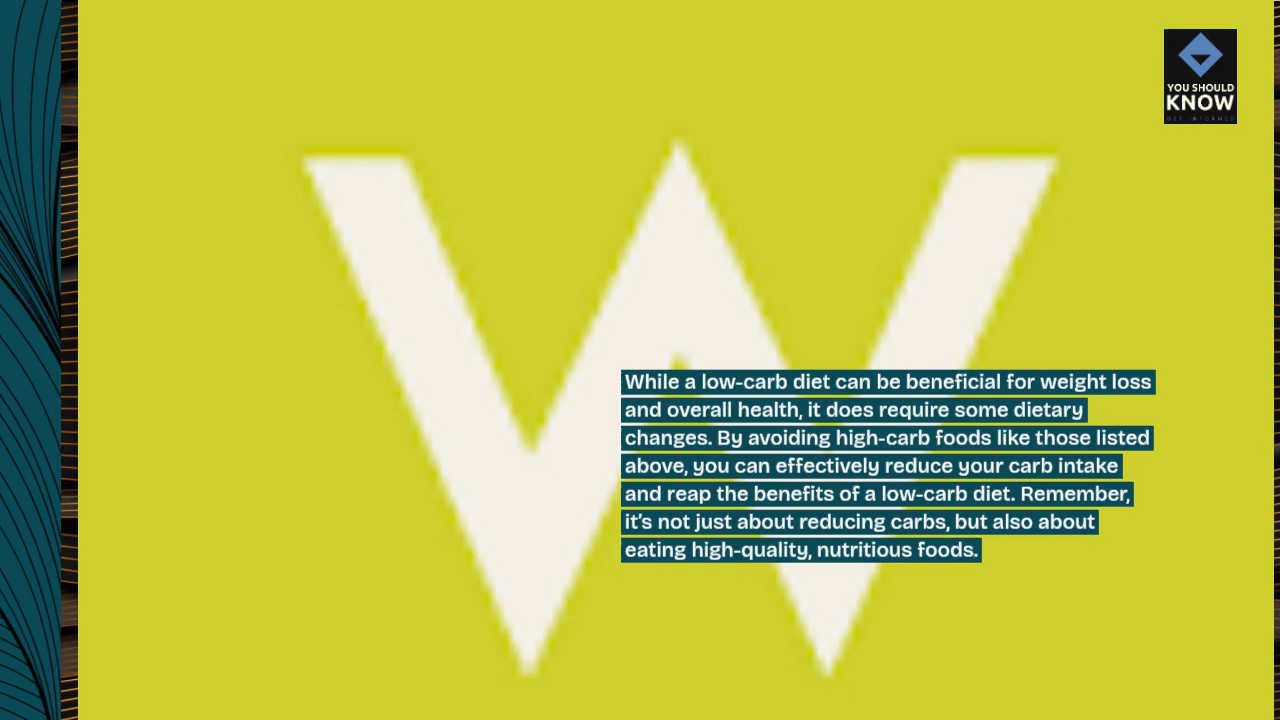 YOU SHOULD
KNOW
GET INFORMED
W
While a low-carb diet can be beneficial for weight loss
and overall health, it does require some dietary
changes. By avoiding high-carb foods like those listed
above, you can effectively reduce your carb intake
and reap the benefits of a low-carb diet. Remember,
it's not just about reducing carbs, but also about
eating high-quality, nutritious foods.